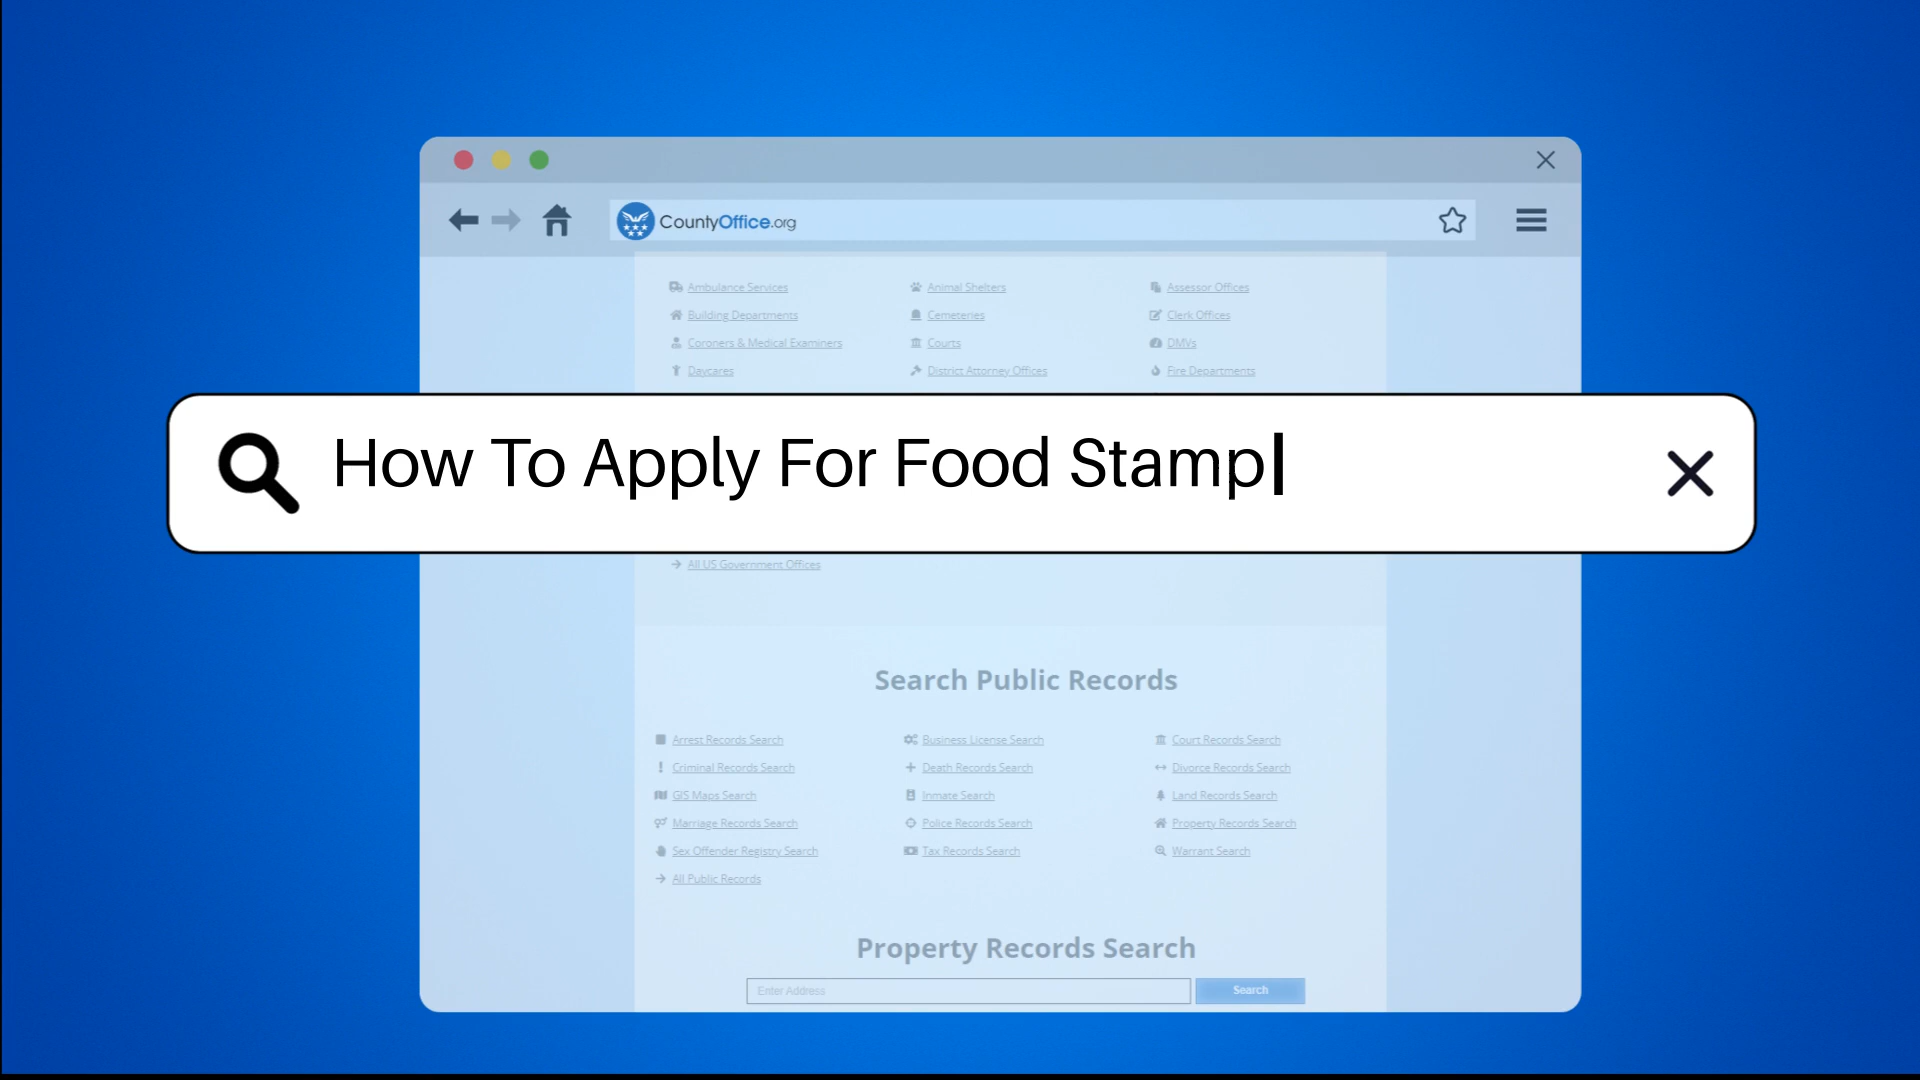 CountyOffice.org
Ambulance Services Animal Shelters Assessor Offices
Building Departments Cemeteries Clerk Offices
Coroners & Medical Examiners Courts DMVs
Daycares District Attorney Offices Fire Departments
How To Apply For Food Stamp
All US Government Offices
Search Public Records
Arrest Records Search Business License Search Court Records Search
Criminal Records Search Death Records Search Divorce Records Search
GIS Maps Search Inmate Search Land Records Search
Marriage Records Search Police Records Search Property Records Search
Sex Offender Registry Search Tax Records Search Warrant Search
All Public Records
Property Records Search
Enter Address Search